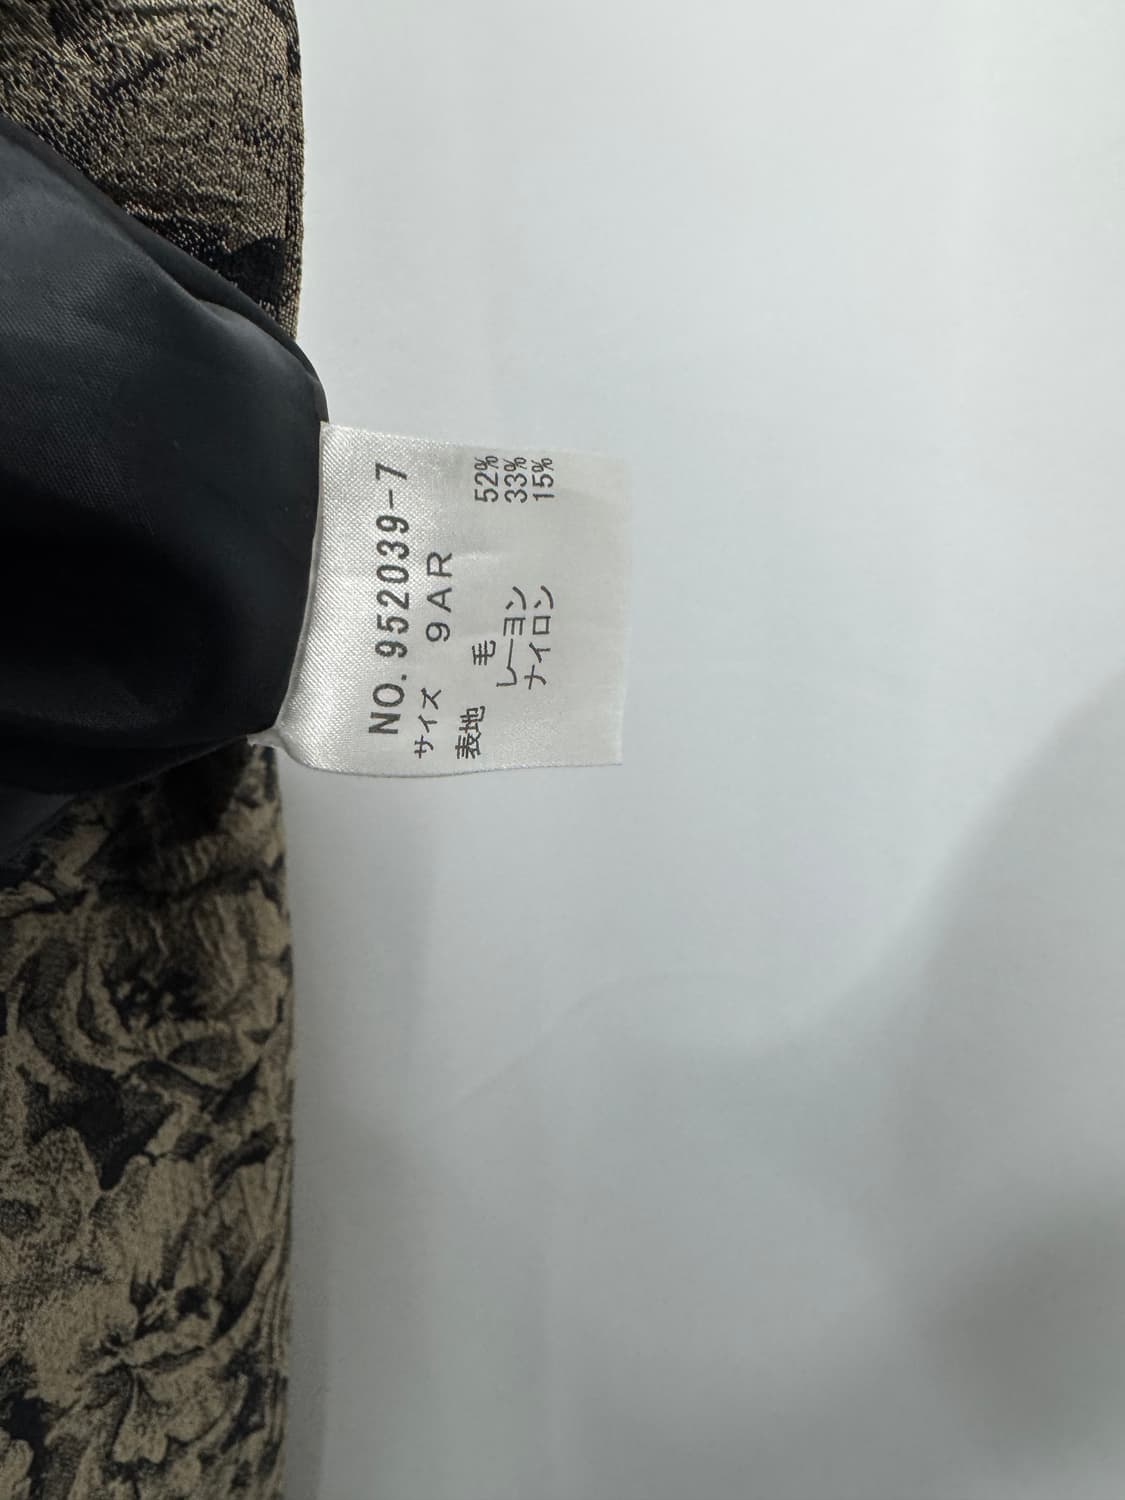 NO. 952039-7
サイズ 9AR
表地 毛 52%
レーヨン 33%
ナイロン 15%